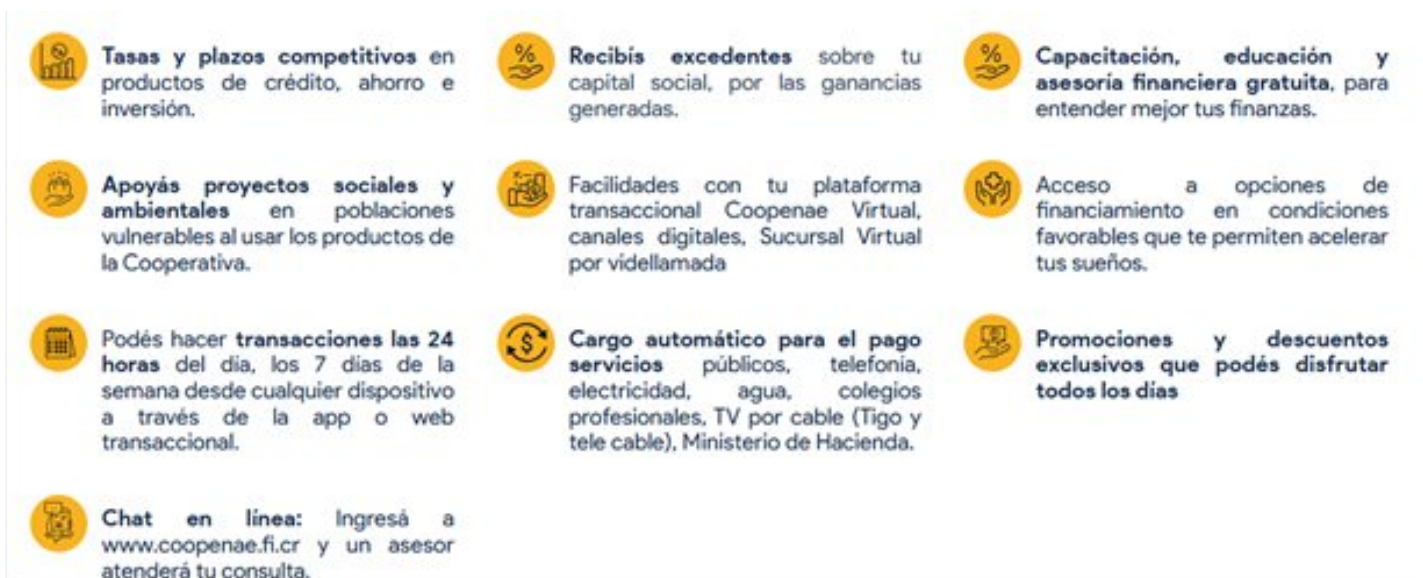 Tasas y plazos competitivos en
productos de crédito, ahorro e
inversión.
Recibís excedentes sobre tu
capital social, por las ganancias
generadas.
Capacitación, educación y
asesoría financiera gratuita, para
entender mejor tus finanzas.
Apoyás proyectos sociales y
ambientales en poblaciones
vulnerables al usar los productos de
la Cooperativa.
Facilidades con tu plataforma
transaccional Coopenae Virtual,
canales digitales, Sucursal Virtual
por videllamada
Acceso a opciones de
financiamiento en condiciones
favorables que te permiten acelerar
tus sueños.
Podés hacer transacciones las 24
horas del día, los 7 días de la
semana desde cualquier dispositivo
a través de la app o web
transaccional.
Cargo automático para el pago
servicios públicos, telefonía,
electricidad, agua, colegios
profesionales, TV por cable (Tigo y
tele cable), Ministerio de Hacienda.
Promociones y descuentos
exclusivos que podés disfrutar
todos los días
Chat en línea: Ingresá a
www.coopenae.fi.cr y un asesor
atenderá tu consulta.